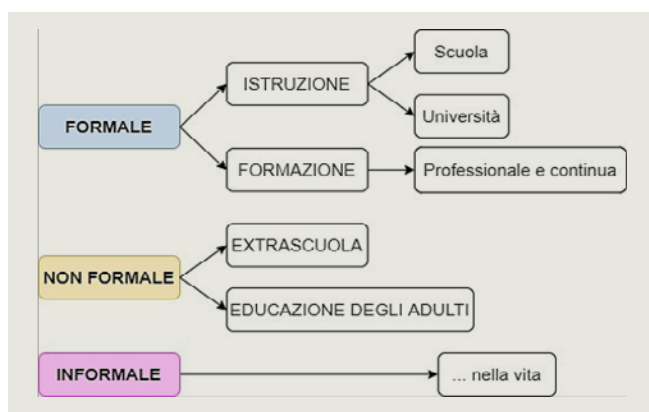 FORMALE
ISTRUZIONE
Scuola
Università
FORMAZIONE
Professionale e continua
NON FORMALE
EXTRASCUOLA
EDUCAZIONE DEGLI ADULTI
INFORMALE
... nella vita